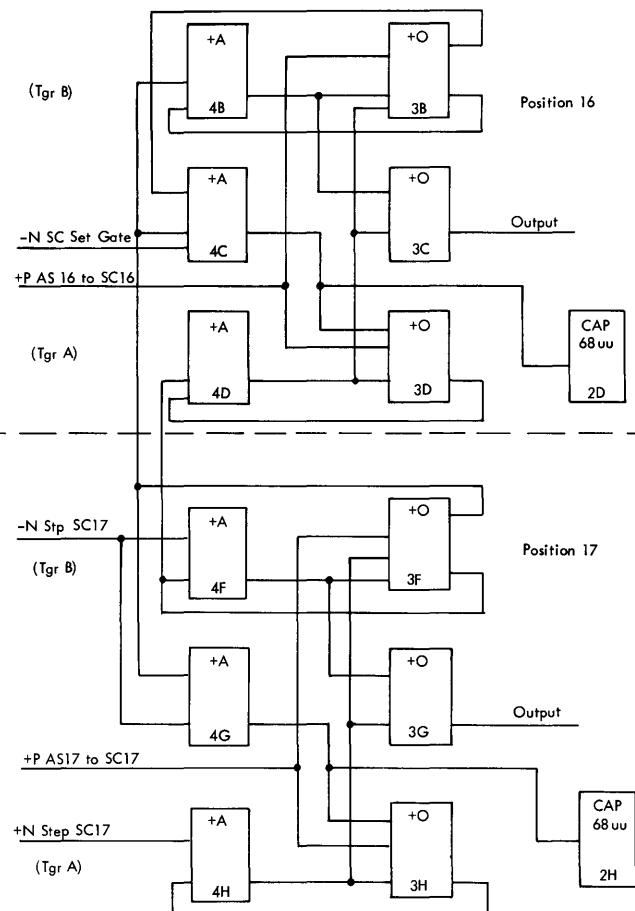 +A
+O
(Tgr B)
4B
3B
Position 16
+A
+O
Output
-N SC Set Gate
4C
3C
+P AS 16 to SC16
+A
+O
CAP
68 uu
(Tgr A)
4D
3D
2D
+O
-N Stp SC17
+A
Position 17
(Tgr B)
4F
3F
+A
+O
Output
4G
3G
+P AS17 to SC17
+A
+O
CAP
68 uu
+N Step SC17
(Tgr A)
4H
3H
2H